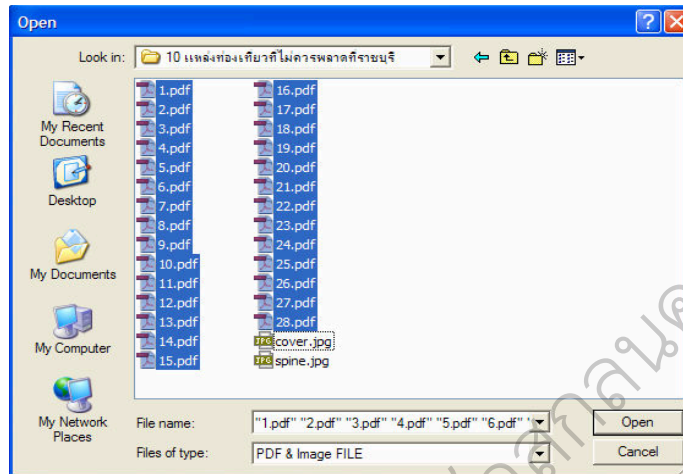 Open
Look in: 10 แหล่งท่องเที่ยวที่ไม่ควรพลาดที่ราชบุรี
My Recent Documents
Desktop
My Documents
My Computer
My Network Places
1.pdf
2.pdf
3.pdf
4.pdf
5.pdf
6.pdf
7.pdf
8.pdf
9.pdf
10.pdf
11.pdf
12.pdf
13.pdf
14.pdf
15.pdf
16.pdf
17.pdf
18.pdf
19.pdf
20.pdf
21.pdf
22.pdf
23.pdf
24.pdf
25.pdf
26.pdf
27.pdf
28.pdf
cover.jpg
spine.jpg
File name: "1.pdf" "2.pdf" "3.pdf" "4.pdf" "5.pdf" "6.pdf" Open
Files of type: PDF & Image FILE Cancel